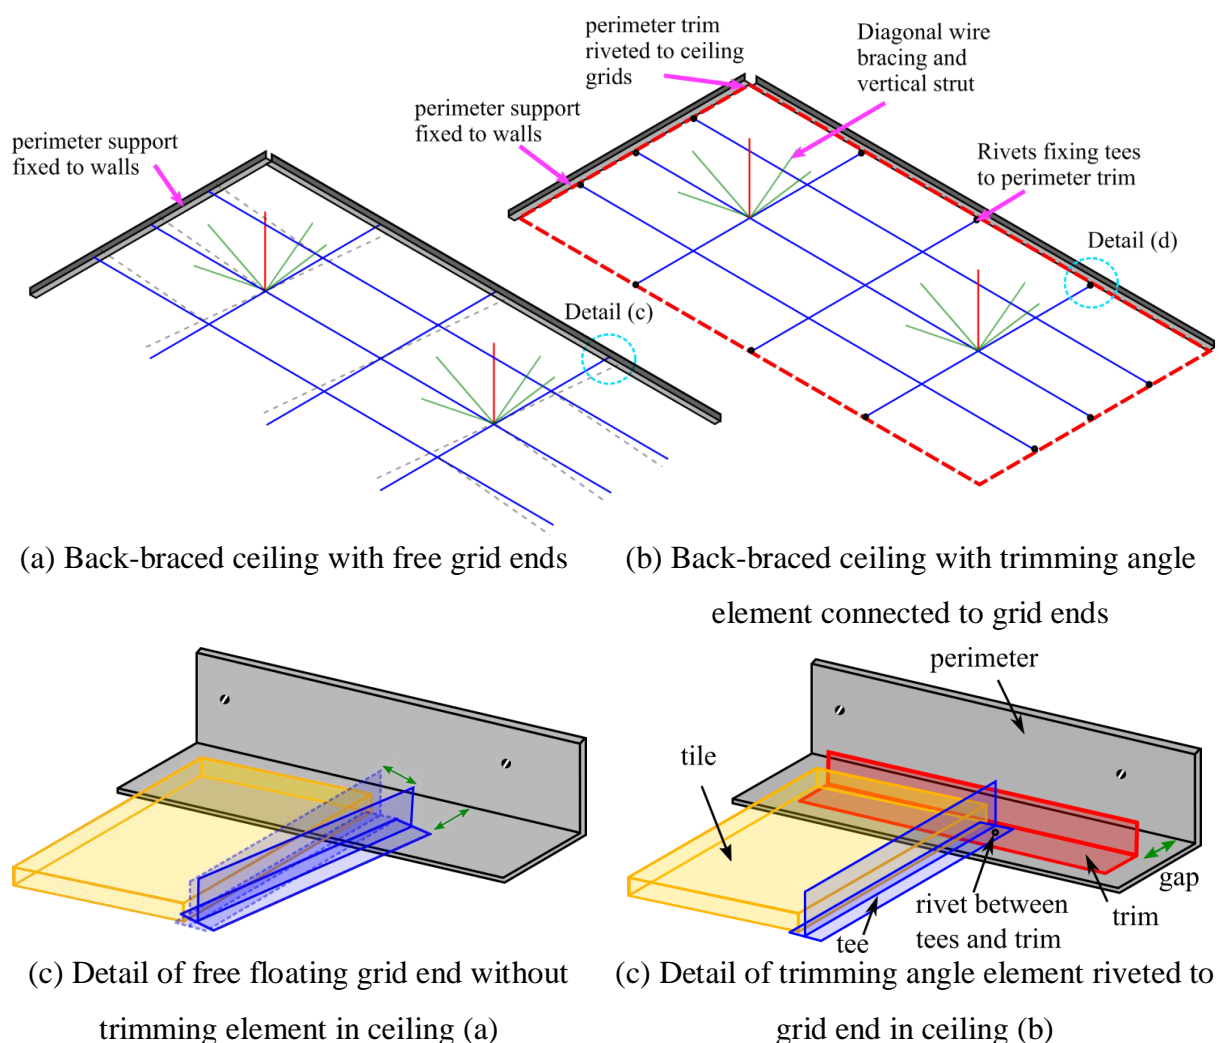 perimeter support
fixed to walls
Detail (c)
(a) Back-braced ceiling with free grid ends
perimeter trim
riveted to ceiling
grids
Diagonal wire
bracing and
vertical strut
perimeter support
fixed to walls
Rivets fixing tees
to perimeter trim
Detail (d)
(b) Back-braced ceiling with trimming angle
element connected to grid ends
(c) Detail of free floating grid end without
trimming element in ceiling (a)
perimeter
tile
gap
rivet between
tees and trim
trim
tee
(c) Detail of trimming angle element riveted to
grid end in ceiling (b)